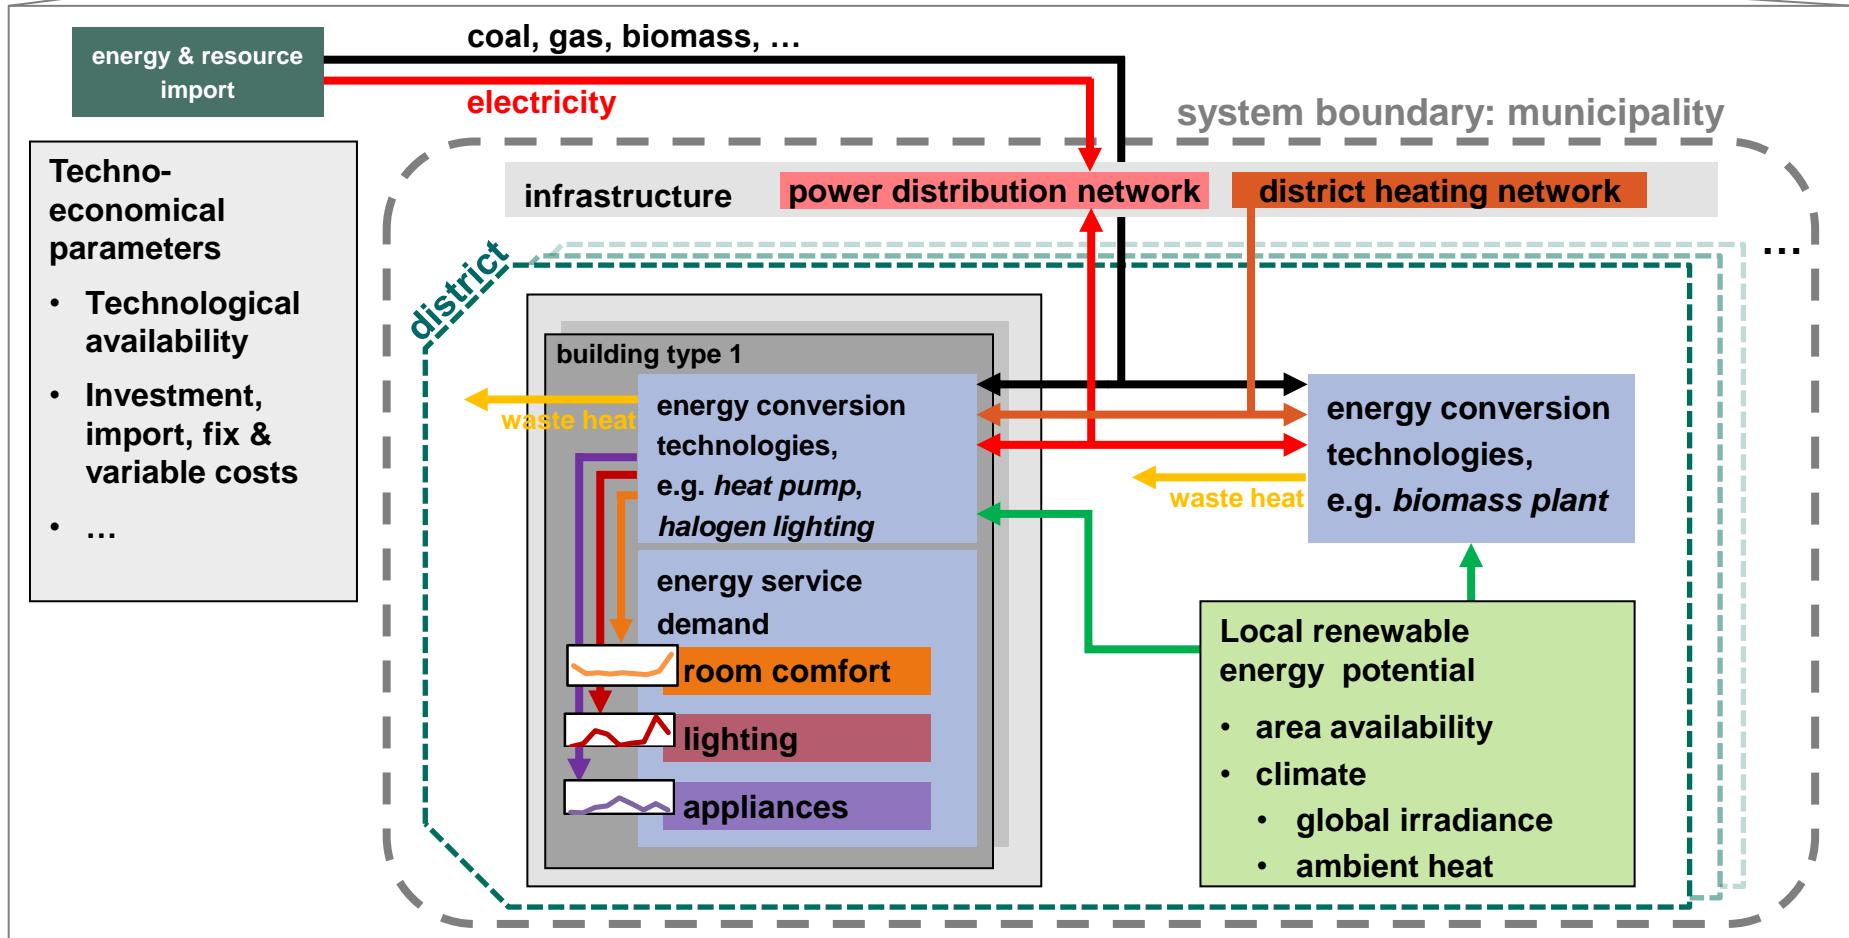 energy & resource
import
coal, gas, biomass, …
electricity
system boundary: municipality
Techno-
economical
parameters
• Technological
availability
• Investment,
import, fix &
variable costs
• …
infrastructure
power distribution network
district heating network
…
district
building type 1
waste heat
energy conversion
technologies,
e.g. heat pump,
halogen lighting
energy service
demand
room comfort
lighting
appliances
energy conversion
technologies,
e.g. biomass plant
waste heat
Local renewable
energy potential
• area availability
• climate
• global irradiance
• ambient heat